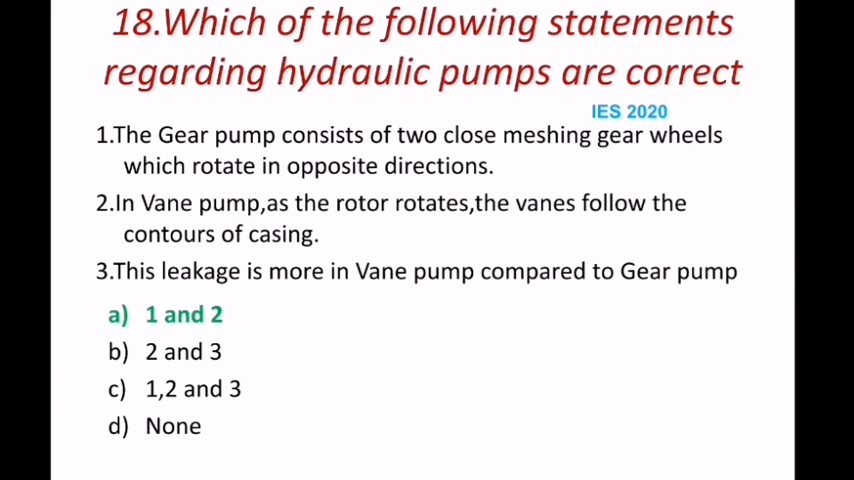 18.Which of the following statements
regarding hydraulic pumps are correct
IES 2020
1.The Gear pump consists of two close meshing gear wheels
which rotate in opposite directions.
2.In Vane pump,as the rotor rotates,the vanes follow the
contours of casing.
3.This leakage is more in Vane pump compared to Gear pump
a) 1 and 2
b) 2 and 3
c) 1,2 and 3
d) None